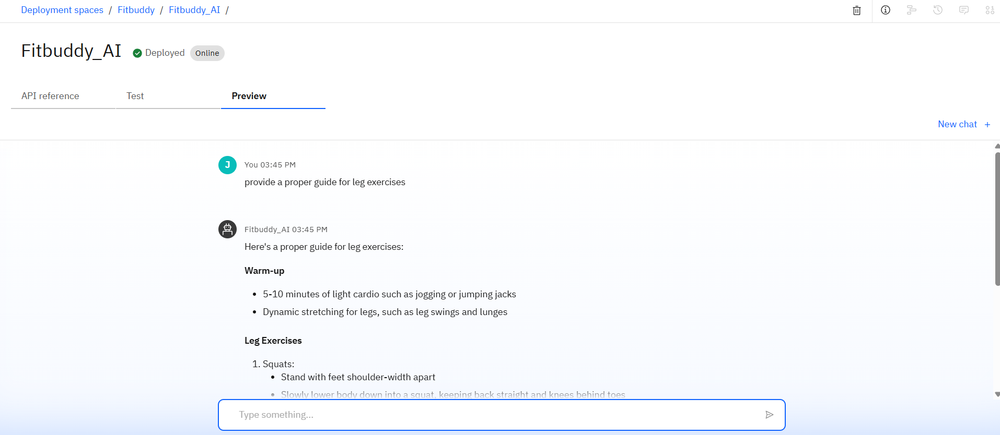 Deployment spaces / Fitbuddy / Fitbuddy_AI /
Fitbuddy_AI Deployed Online
API reference Test Preview
New chat +
J You 03:45 PM
provide a proper guide for leg exercises
Fitbuddy_AI 03:45 PM
Here's a proper guide for leg exercises:
Warm-up
• 5-10 minutes of light cardio such as jogging or jumping jacks
• Dynamic stretching for legs, such as leg swings and lunges
Leg Exercises
1. Squats:
• Stand with feet shoulder-width apart
• Slowly lower body down into a squat, keeping back straight and knees behind toes
Type something...